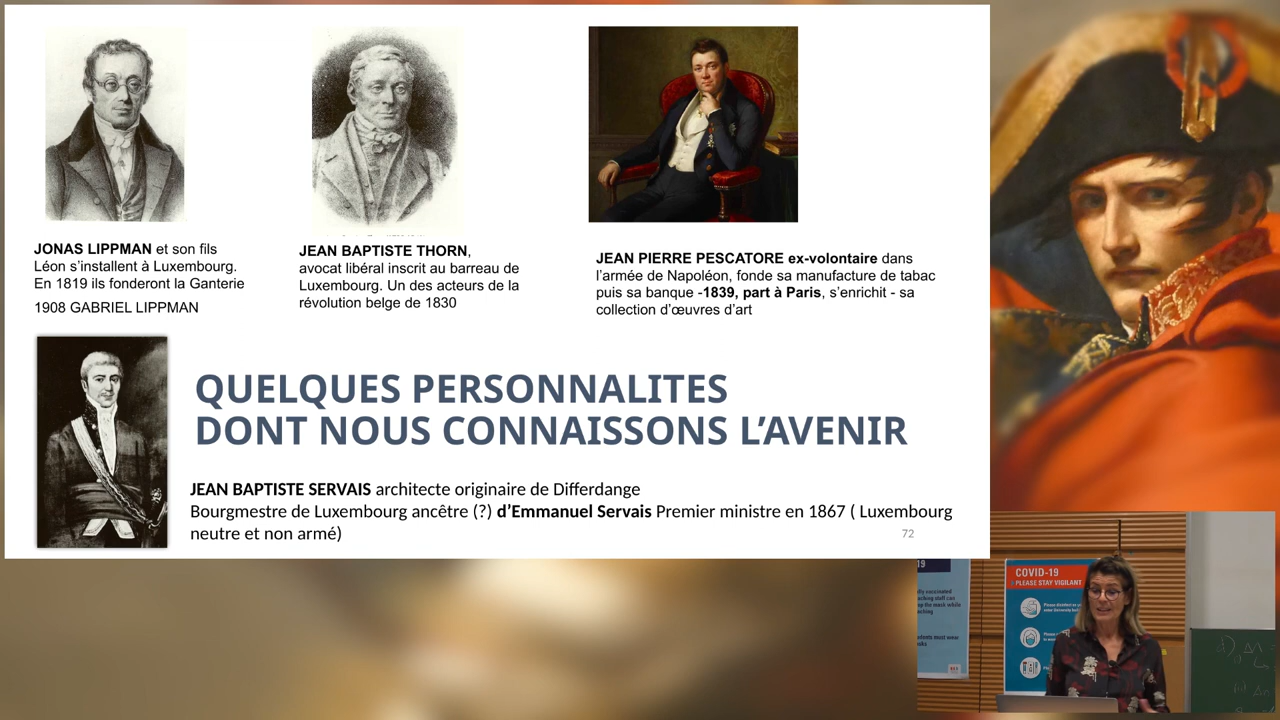 JONAS LIPPMAN et son fils
Léon s’installent à Luxembourg.
En 1819 ils fonderont la Ganterie
1908 GABRIEL LIPPMAN
JEAN BAPTISTE THORN,
avocat libéral inscrit au barreau de
Luxembourg. Un des acteurs de la
révolution belge de 1830
JEAN PIERRE PESCATORE ex-volontaire dans
l’armée de Napoléon, fonde sa manufacture de tabac
puis sa banque -1839, part à Paris, s’enrichit - sa
collection d’œuvres d’art
QUELQUES PERSONNALITES
DONT NOUS CONNAISSONS L’AVENIR
JEAN BAPTISTE SERVAIS architecte originaire de Differdange
Bourgmestre de Luxembourg ancêtre (?) d’Emmanuel Servais Premier ministre en 1867 ( Luxembourg
neutre et non armé)
72
19
COVID-19
PLEASE STAY VIGILANT